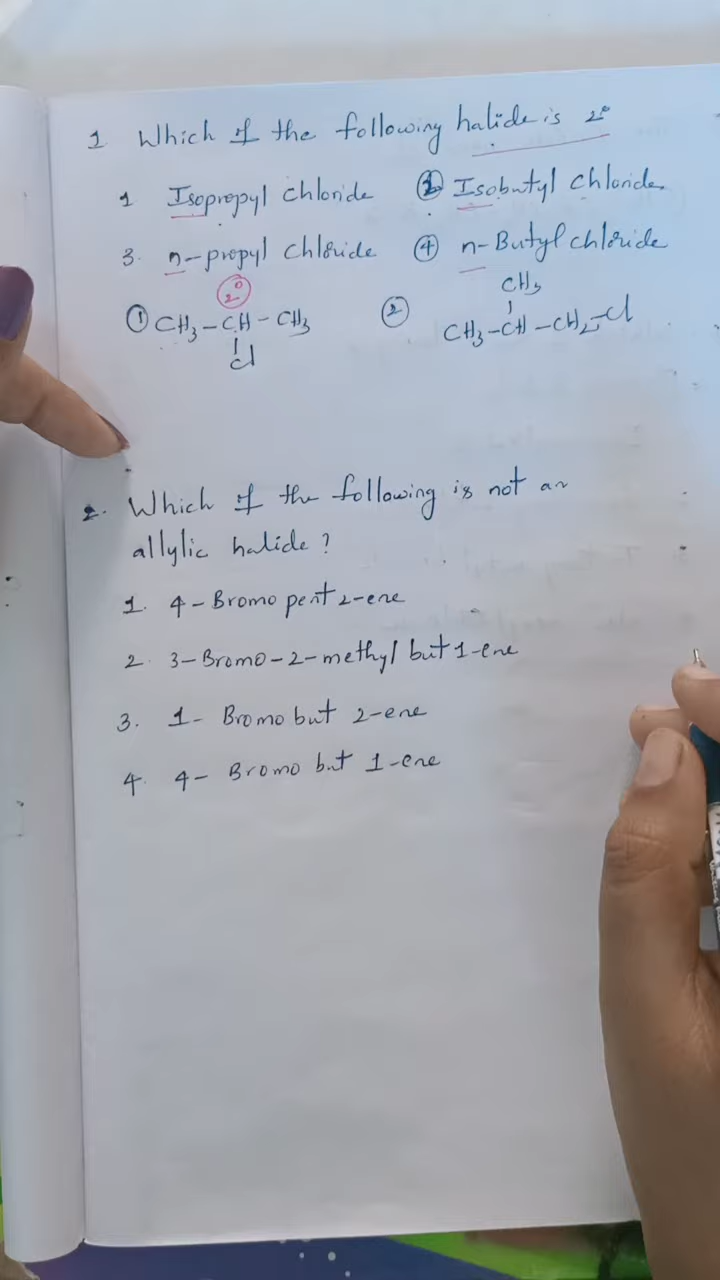 1 Which of the following halide is 2°
1 Isopropyl chloride ② Isobutyl chloride
3. n-propyl chloride ④ n-Butyl chloride
2°
CH₃
① CH₃-CH-CH₃ ② CH₃-CH-CH₂-Cl
Cl
2. Which of the following is not an
allylic halide?
1. 4-Bromo pent 2-ene
2. 3-Bromo-2-methyl but 1-ene
3. 1- Bromo but 2-ene
4. 4- Bromo but 1-ene